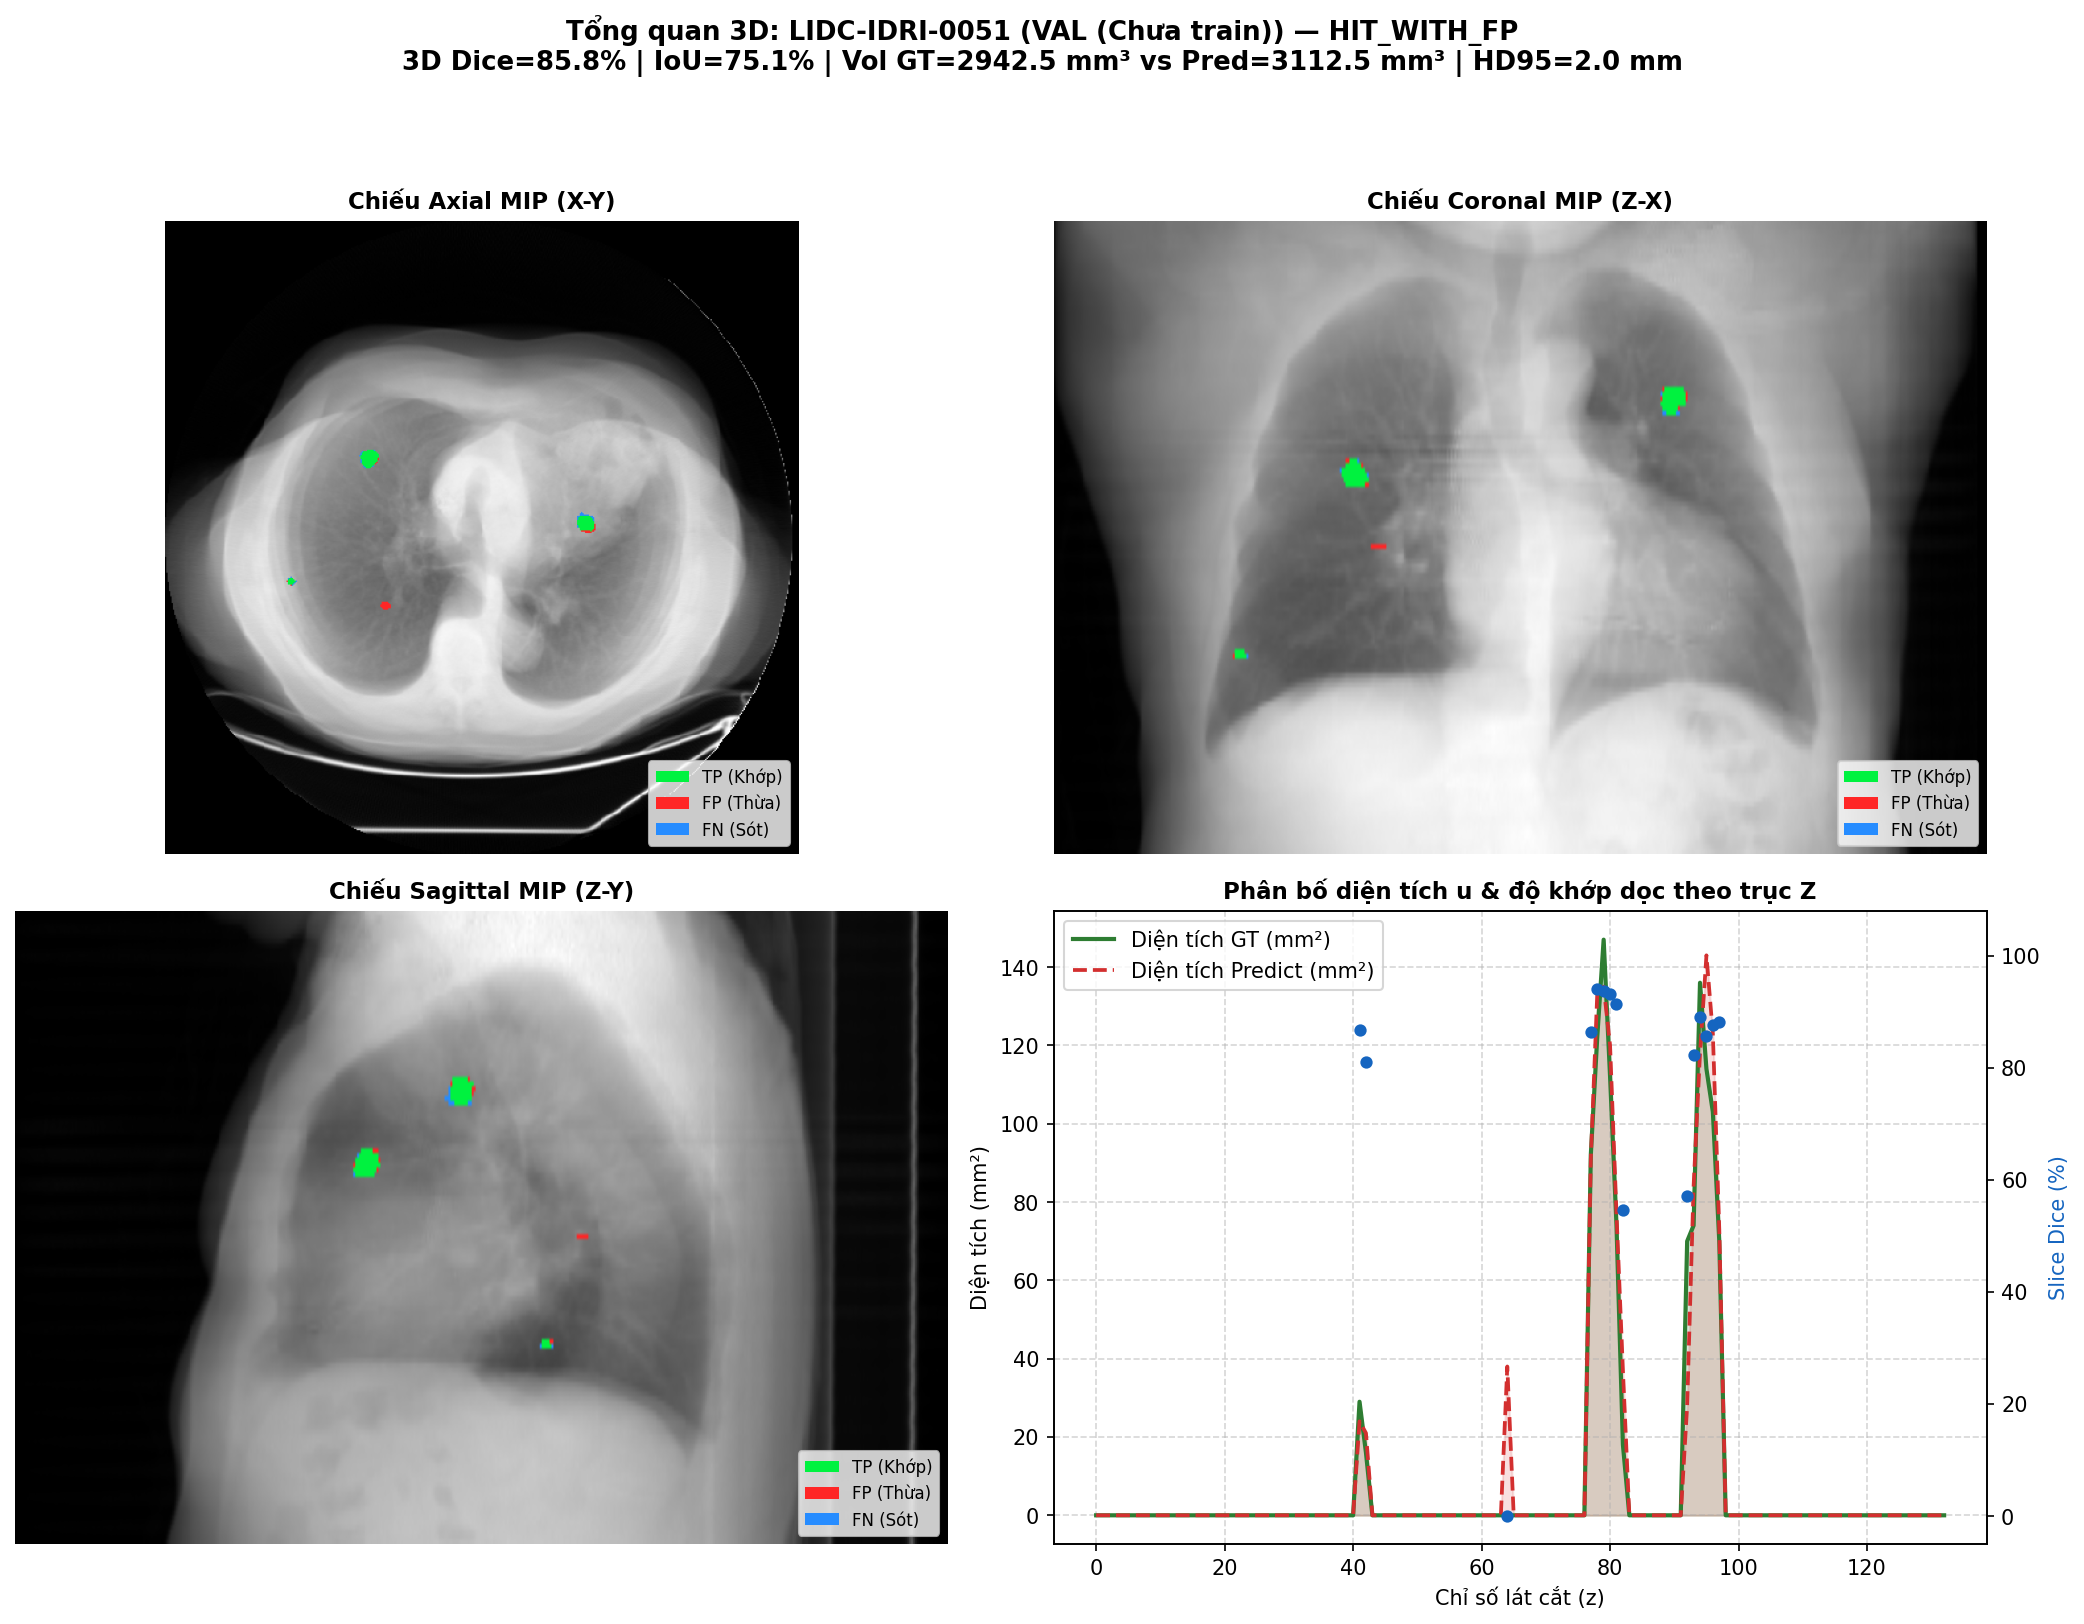 Tổng quan 3D: LIDC-IDRI-0051 (VAL (Chưa train)) — HIT_WITH_FP
3D Dice=85.8% | IoU=75.1% | Vol GT=2942.5 mm³ vs Pred=3112.5 mm³ | HD95=2.0 mm
Chiếu Axial MIP (X-Y)
TP (Khớp)
FP (Thừa)
FN (Sót)
Chiếu Coronal MIP (Z-X)
TP (Khớp)
FP (Thừa)
FN (Sót)
Chiếu Sagittal MIP (Z-Y)
TP (Khớp)
FP (Thừa)
FN (Sót)
Phân bố diện tích u & độ khớp dọc theo trục Z
Diện tích GT (mm²)
Diện tích Predict (mm²)
Diện tích (mm²)
140
120
100
80
60
40
20
0
100
80
60
40
20
0
Slice Dice (%)
0
20
40
60
80
100
120
Chỉ số lát cắt (z)